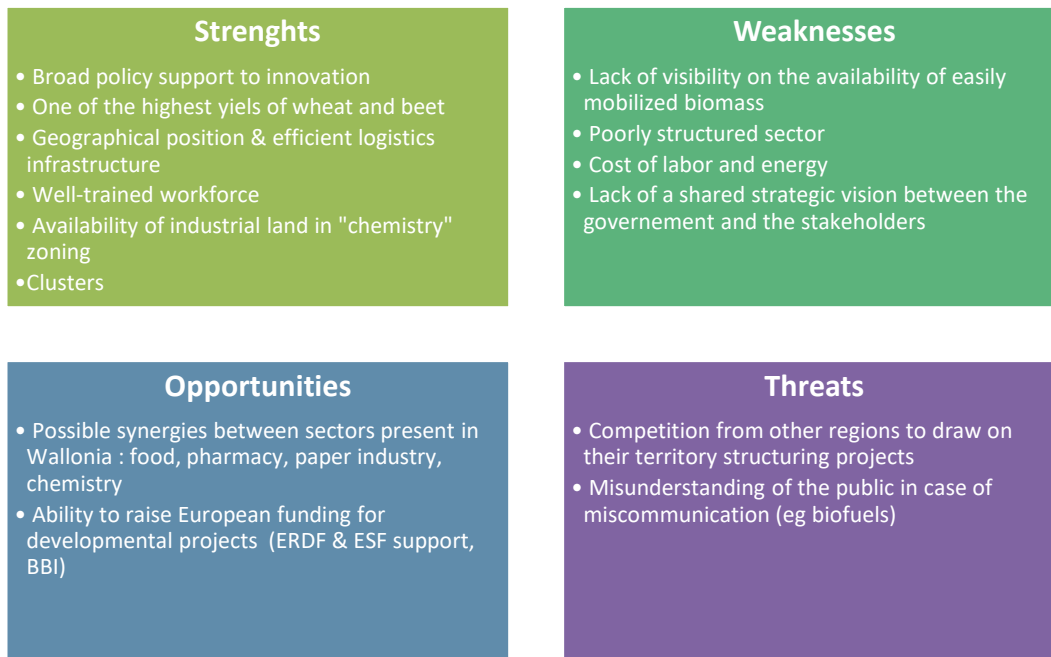 Strenghts
• Broad policy support to innovation
• One of the highest yiels of wheat and beet
• Geographical position & efficient logistics
infrastructure
• Well-trained workforce
• Availability of industrial land in "chemistry"
zoning
•Clusters
Weaknesses
• Lack of visibility on the availability of easily
mobilized biomass
• Poorly structured sector
• Cost of labor and energy
• Lack of a shared strategic vision between the
governement and the stakeholders
Opportunities
• Possible synergies between sectors present in
Wallonia : food, pharmacy, paper industry,
chemistry
• Ability to raise European funding for
developmental projects (ERDF & ESF support,
BBI)
Threats
• Competition from other regions to draw on
their territory structuring projects
• Misunderstanding of the public in case of
miscommunication (eg biofuels)